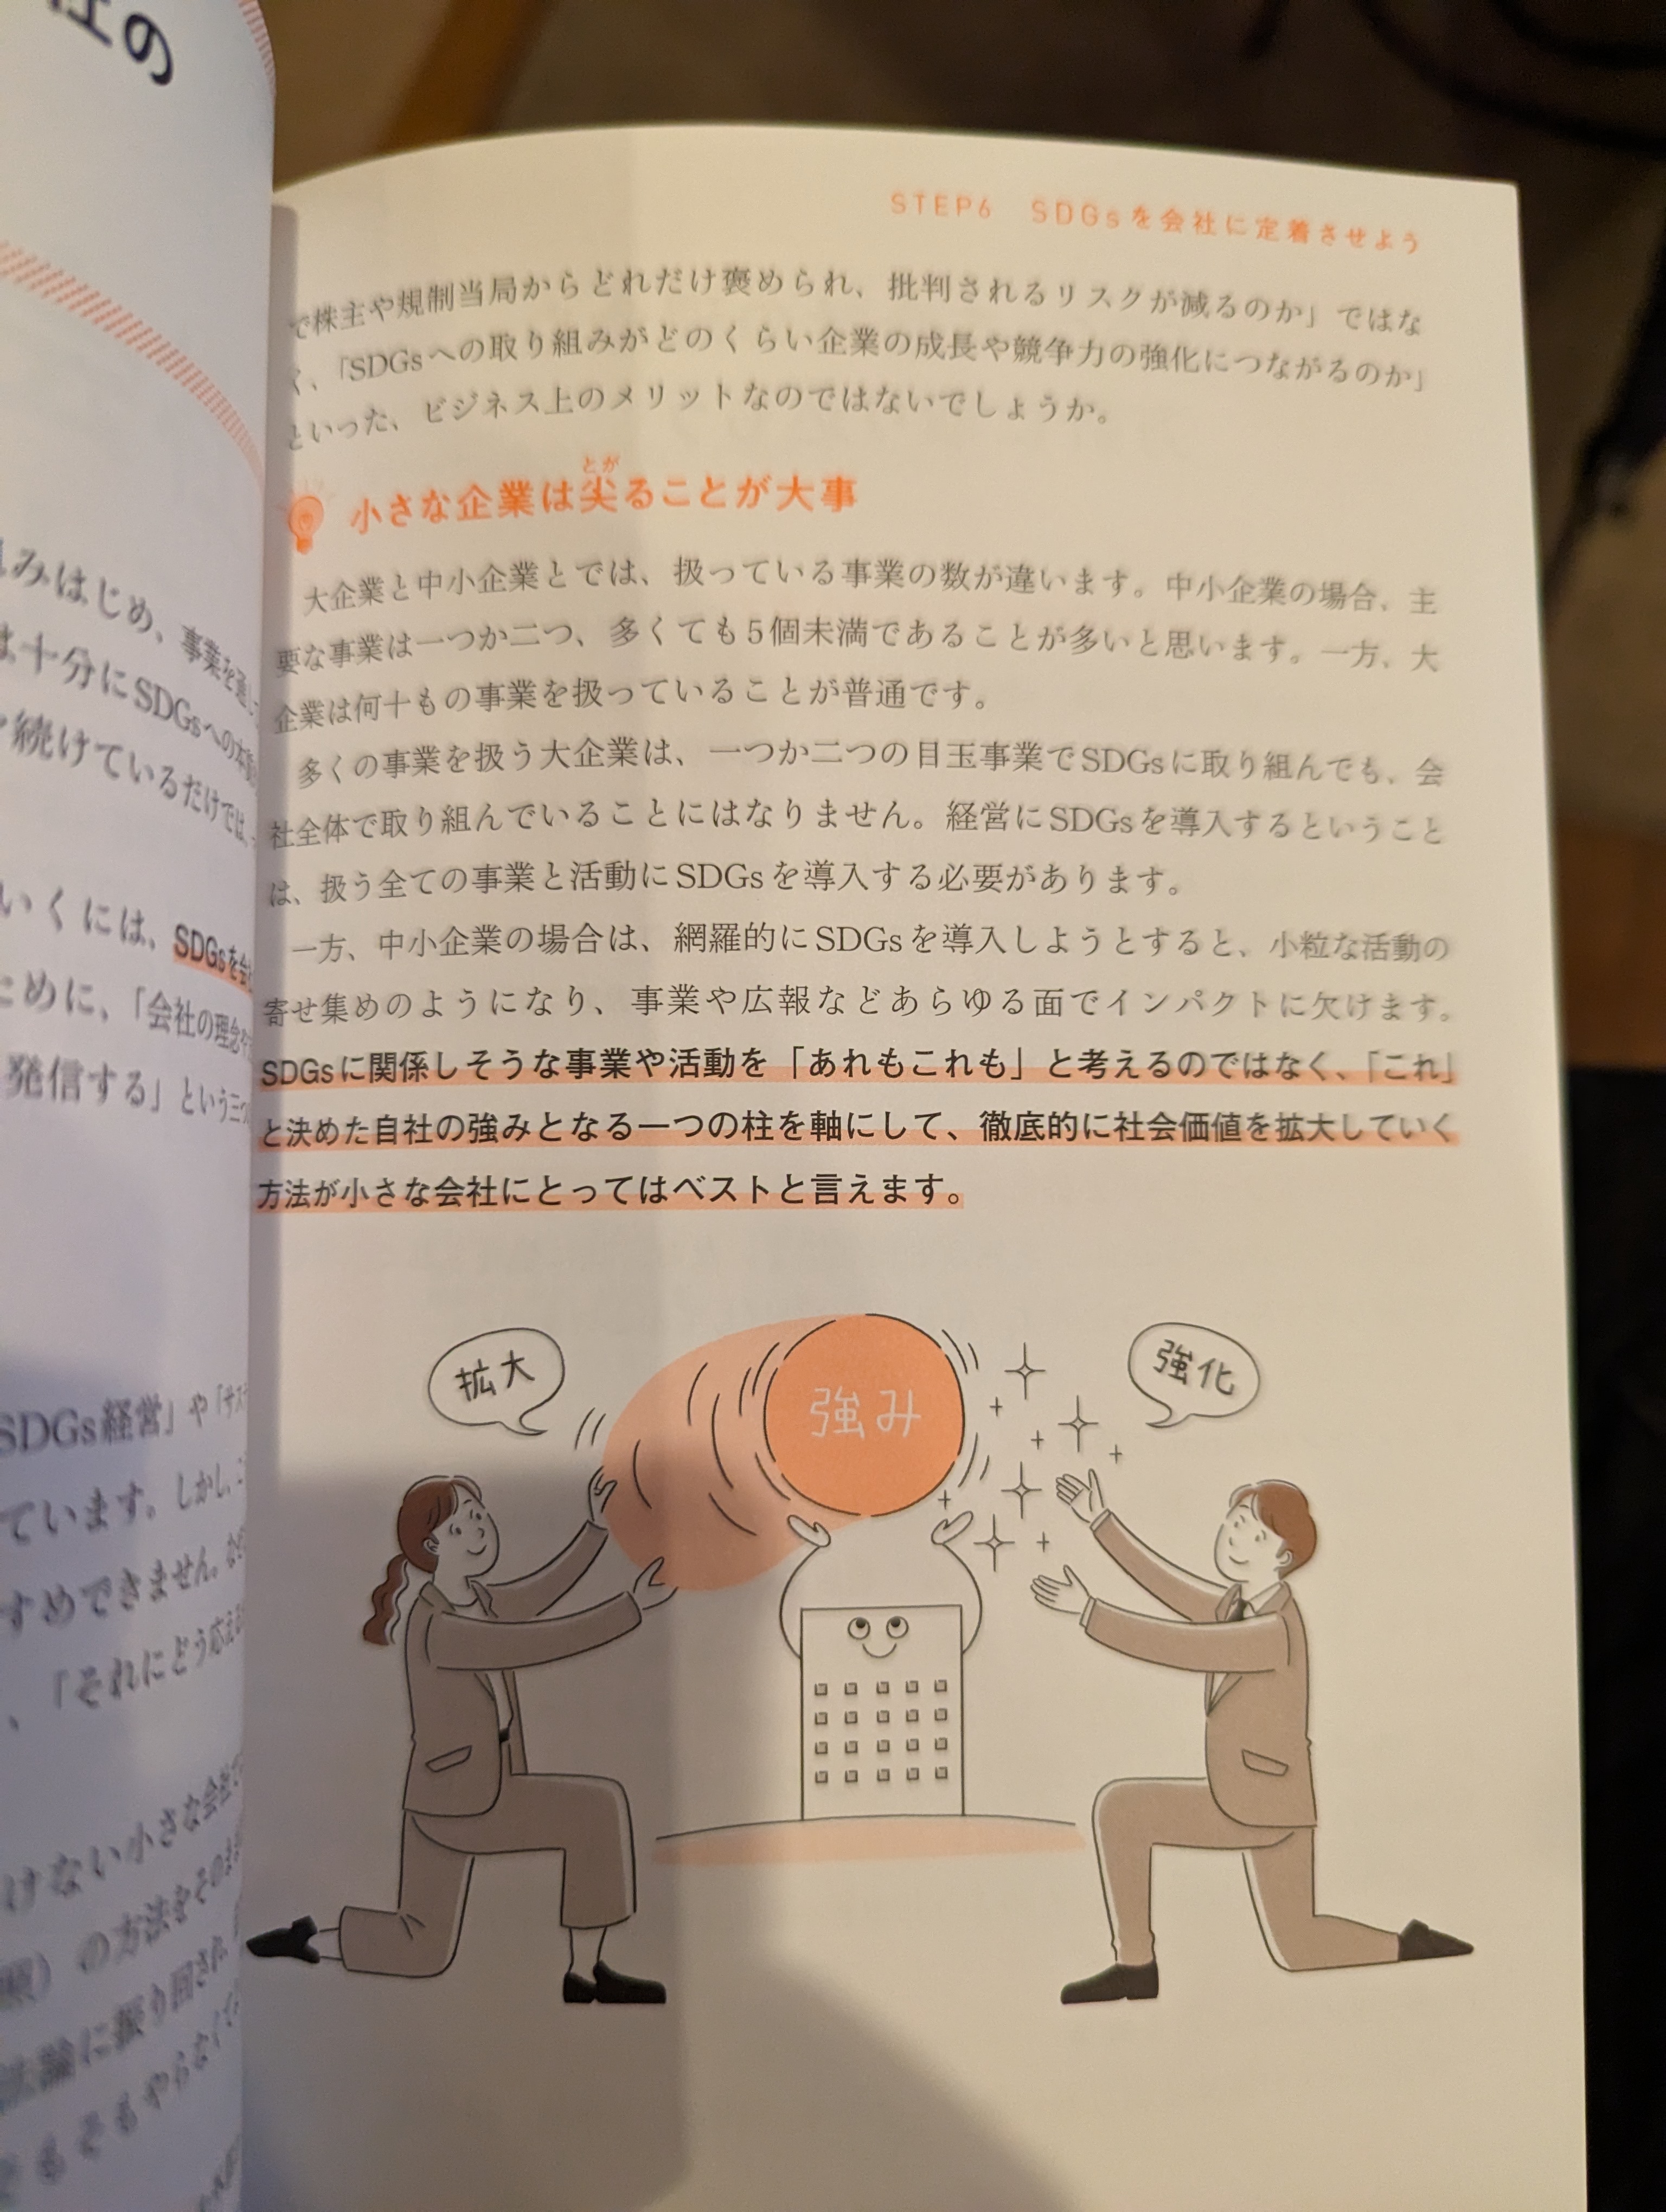 の
みはじめ、事業を通
は十分にSDGsへの本
続けているだけでは、
いくには、SDGsを会
ために、「会社の理念や
発信する」という三つ
SDGs経営」や「サス
ています。しかし、こ
すめできません。なぜ
、「それにどう応える
けない小さな会社で
の方法をそのまま
法論に振り回され、
そもそもやらなくて
STEP6 SDGsを会社に定着させよう
で株主や規制当局からどれだけ褒められ、批判されるリスクが減るのか」ではな
く、「SDGsへの取り組みがどのくらい企業の成長や競争力の強化につながるのか」
といった、ビジネス上のメリットなのではないでしょうか。
とが
小さな企業は尖ることが大事
大企業と中小企業とでは、扱っている事業の数が違います。中小企業の場合、主
要な事業は一つか二つ、多くても5個未満であることが多いと思います。一方、大
企業は何十もの事業を扱っていることが普通です。
多くの事業を扱う大企業は、一つか二つの目玉事業でSDGsに取り組んでも、会
社全体で取り組んでいることにはなりません。経営にSDGsを導入するということ
は、扱う全ての事業と活動にSDGsを導入する必要があります。
一方、中小企業の場合は、網羅的にSDGsを導入しようとすると、小粒な活動の
寄せ集めのようになり、事業や広報などあらゆる面でインパクトに欠けます。
SDGsに関係しそうな事業や活動を「あれもこれも」と考えるのではなく、「これ」
と決めた自社の強みとなる一つの柱を軸にして、徹底的に社会価値を拡大していく
方法が小さな会社にとってはベストと言えます。
拡大
強み
強化